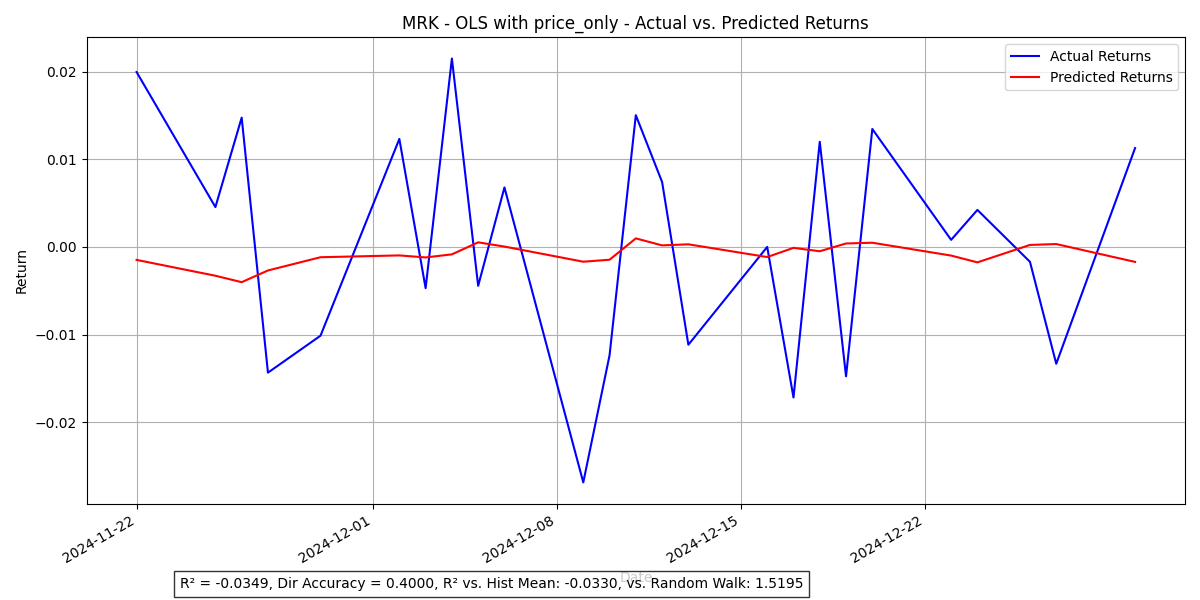 MRK - OLS with price_only - Actual vs. Predicted Returns
Actual Returns
Predicted Returns
Return
0.02
0.01
0.00
−0.01
−0.02
2024-11-22
2024-12-01
2024-12-08
2024-12-15
2024-12-22
Date
R² = -0.0349, Dir Accuracy = 0.4000, R² vs. Hist Mean: -0.0330, vs. Random Walk: 1.5195